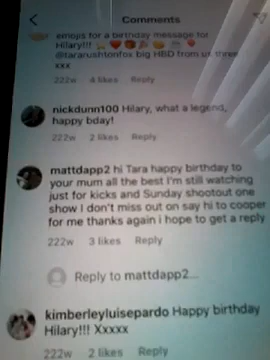 Comments
emojis for a birthday message for
Hilary!!!
@tararushtonfox big HBD from us three
xxx
222w 4 likes Reply
nickdunn100 Hilary, what a legend,
happy bday!
222w 2 likes Reply
mattdapp2 hi Tara happy birthday to
your mum all the best I'm still watching
just for kicks and Sunday shootout one
show I don't miss out on say hi to cooper
for me thanks again i hope to get a reply
222w 3 likes Reply
Reply to mattdapp2...
kimberleyluisepardo Happy birthday
Hilary!!! Xxxxx
222w 2 likes Reply